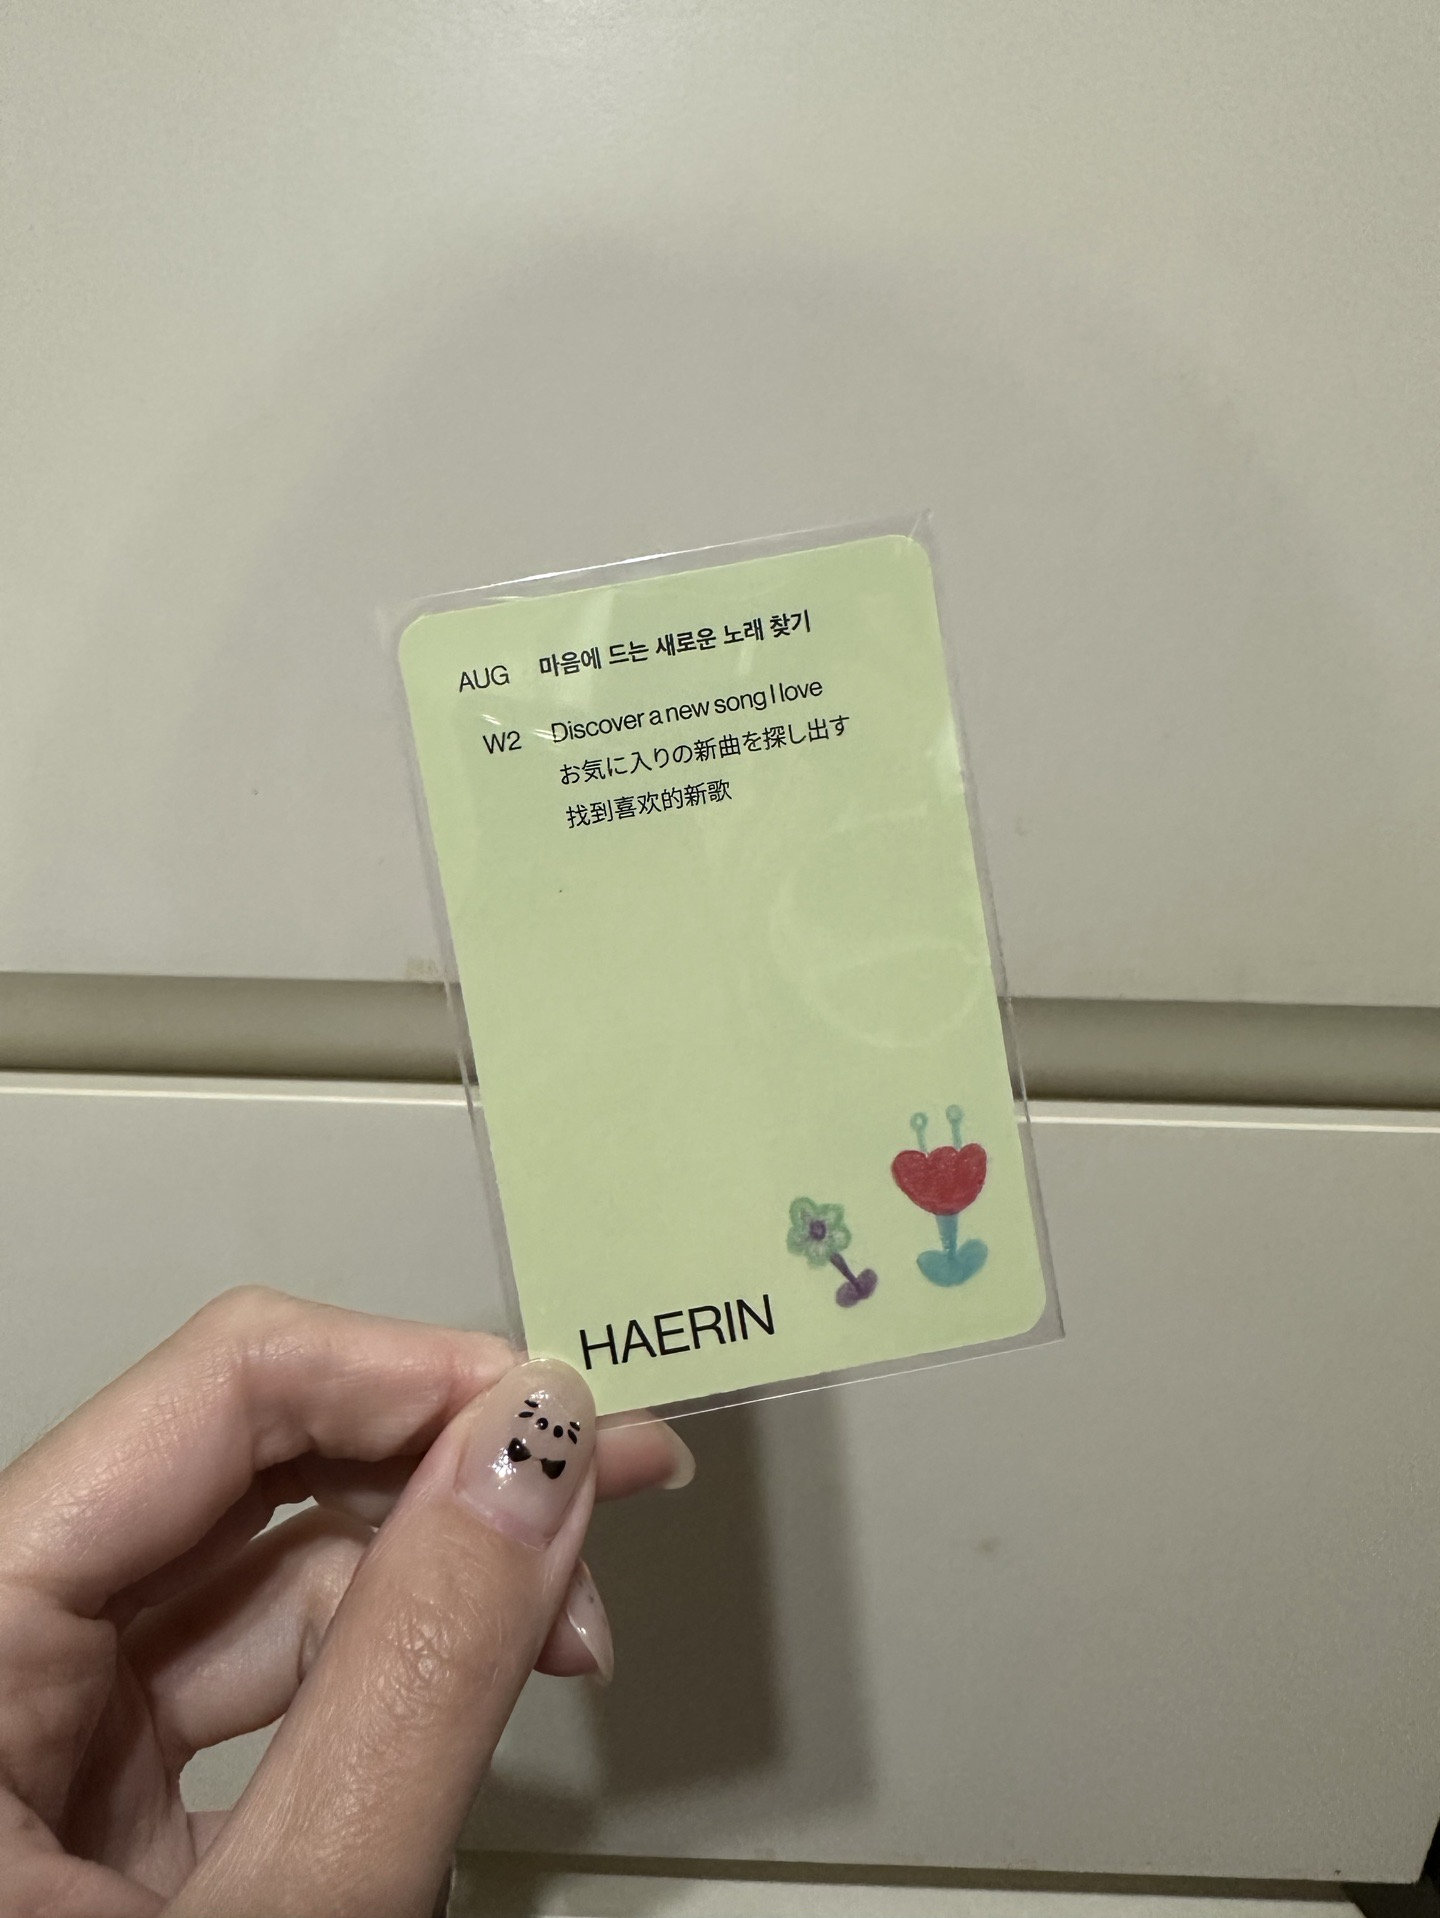 AUG 마음에 드는 새로운 노래 찾기
W2 Discover a new song I love
お気に入りの新曲を探し出す
找到喜欢的新歌
HAERIN